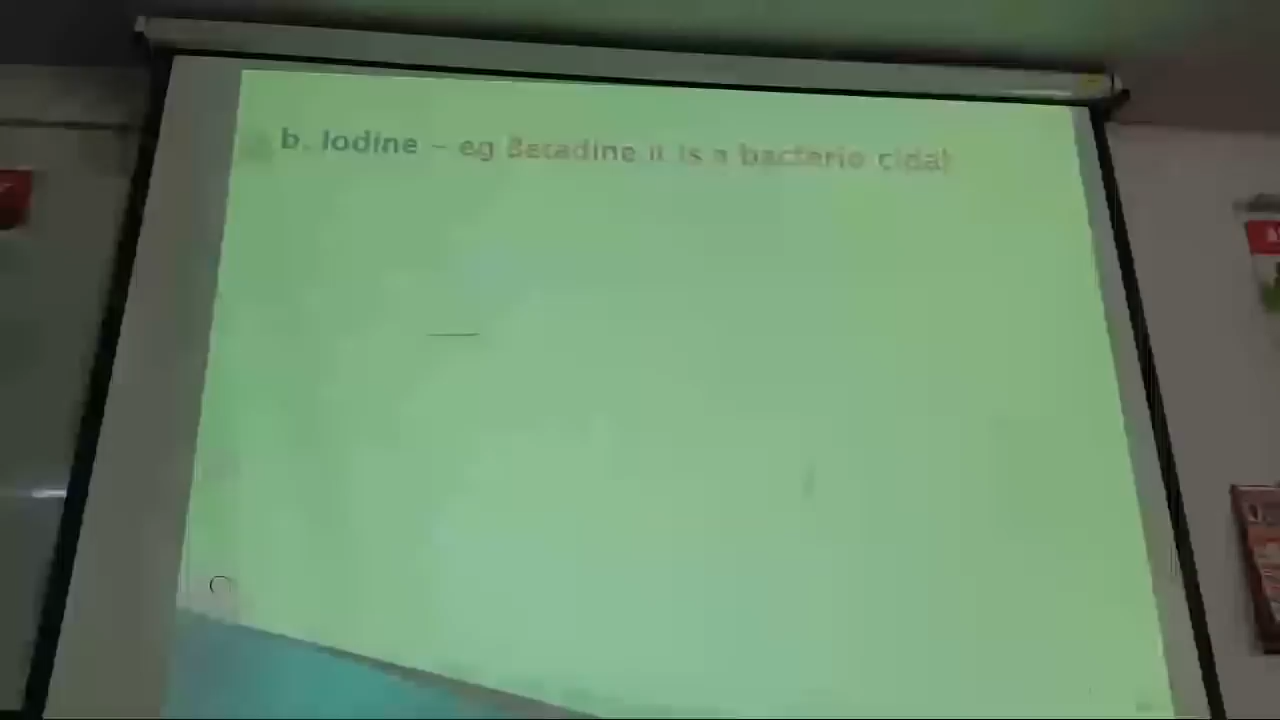 b. Iodine – eg Betadine it is a bacterio cidal